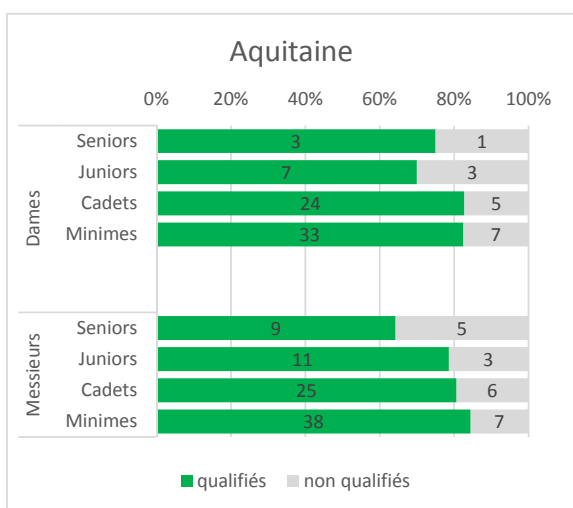 Aquitaine
0% 20% 40% 60% 80% 100%
Dames
Seniors 3 1
Juniors 7 3
Cadets 24 5
Minimes 33 7
Messieurs
Seniors 9 5
Juniors 11 3
Cadets 25 6
Minimes 38 7
qualifiés non qualifiés